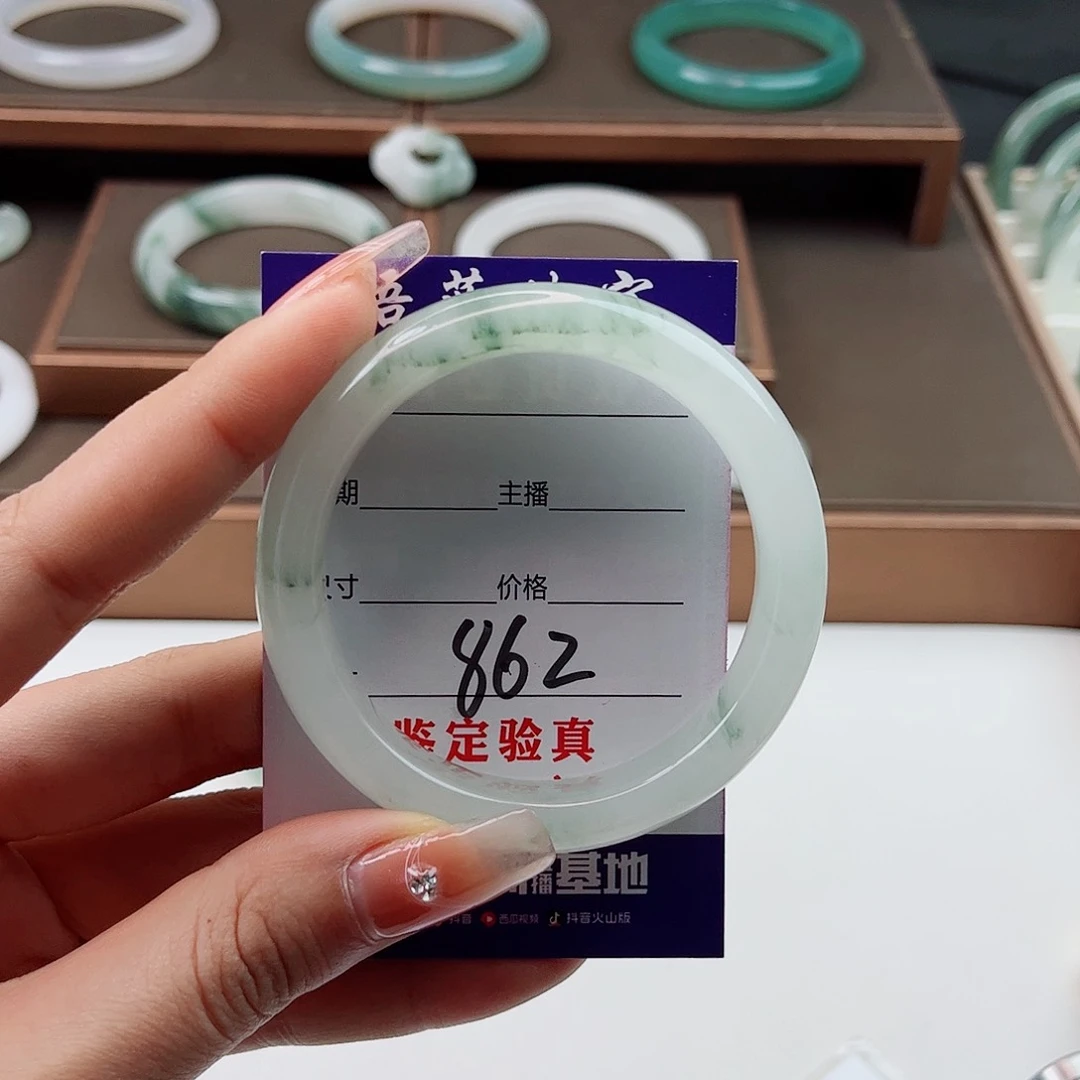 期 主播
寸 价格
862
鉴定验真
播基地
抖音 西瓜视频 抖音火山版